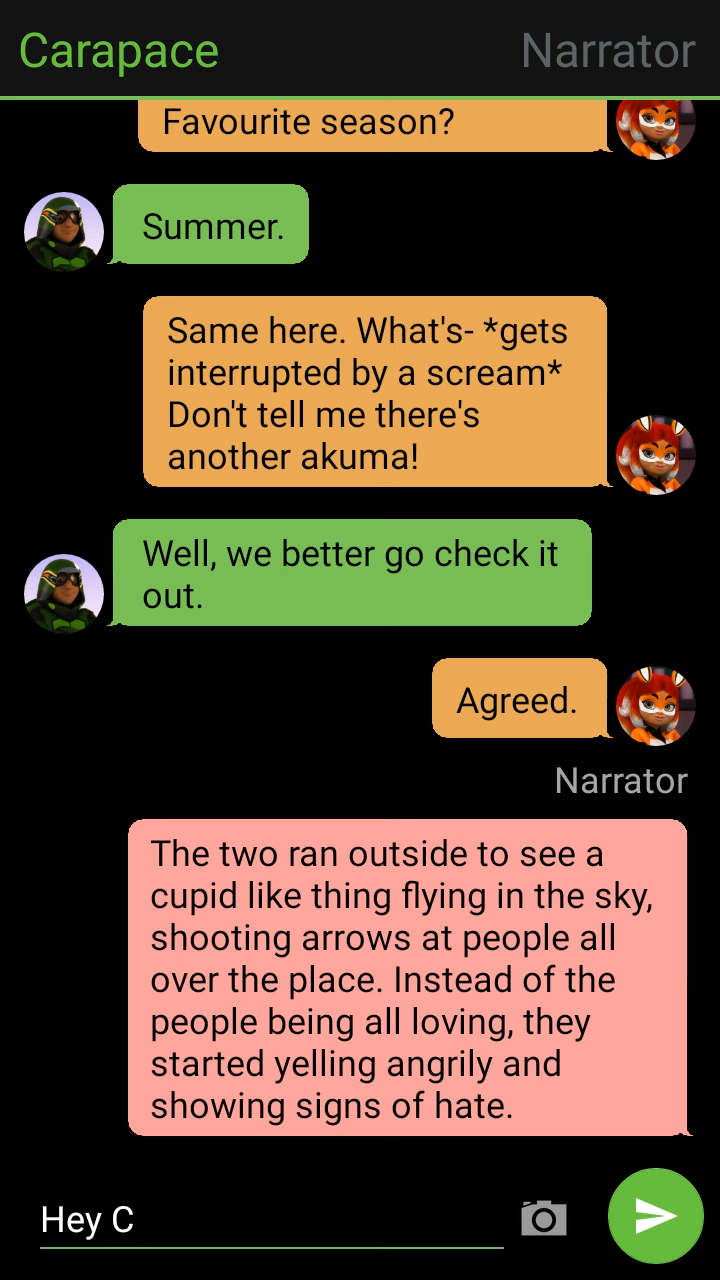 Carapace
Narrator
Favourite season?
Summer.
Same here. What's- *gets
interrupted by a scream*
Don't tell me there's
another akuma!
Well, we better go check it
out.
Agreed.
Narrator
The two ran outside to see a
cupid like thing flying in the sky,
shooting arrows at people all
over the place. Instead of the
people being all loving, they
started yelling angrily and
showing signs of hate.
Hey C